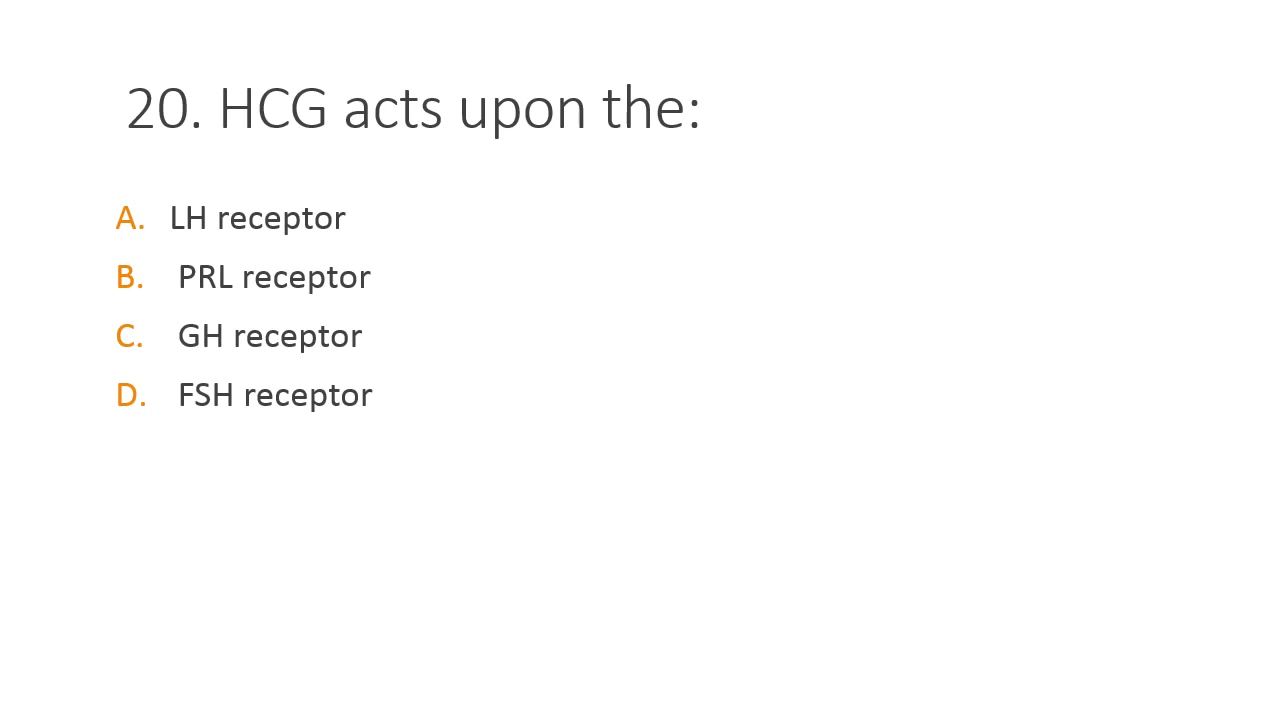 20. HCG acts upon the:
A. LH receptor
B. PRL receptor
C. GH receptor
D. FSH receptor